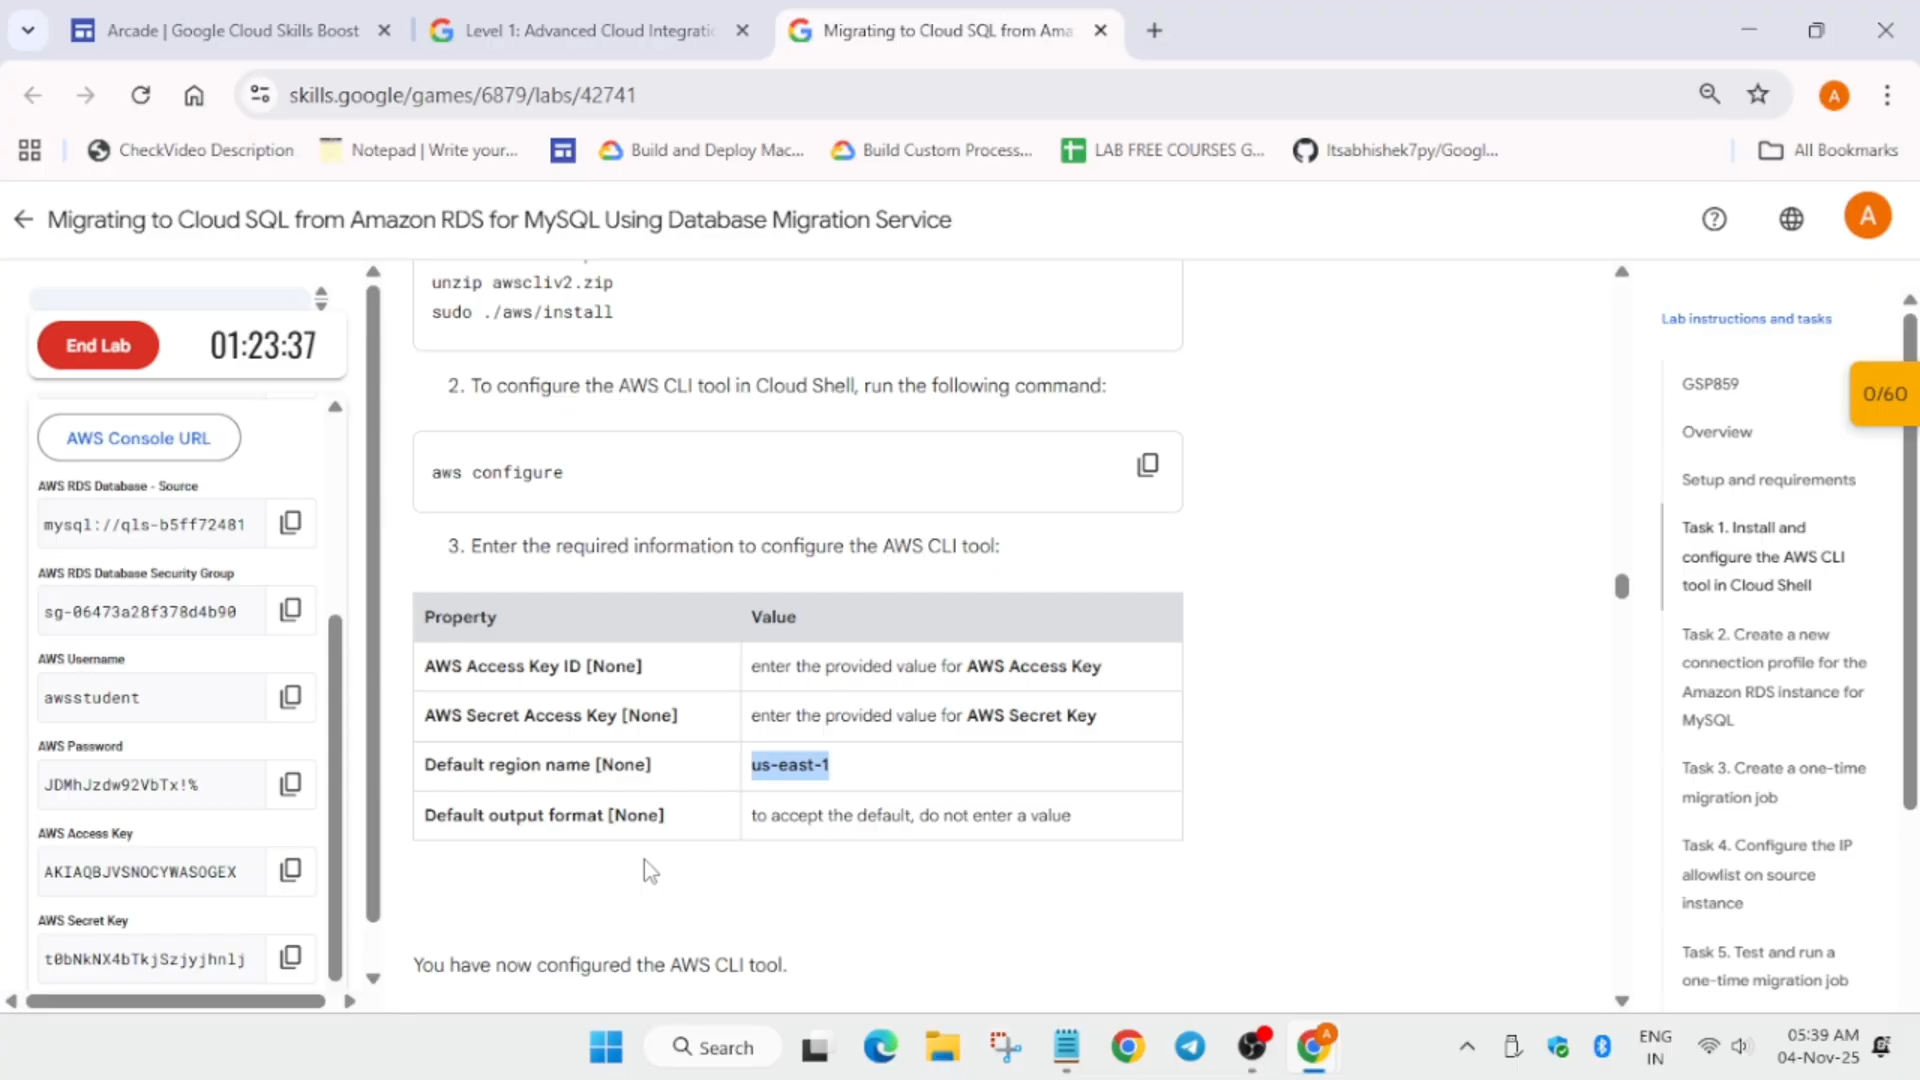 Arcade | Google Cloud Skills Boost
Level 1: Advanced Cloud Integratic
Migrating to Cloud SQL from Ama
skills.google/games/6879/labs/42741
A
CheckVideo Description
Notepad | Write your...
Build and Deploy Mac...
Build Custom Process...
LAB FREE COURSES G...
Itsabhishek7py/Googl...
All Bookmarks
Migrating to Cloud SQL from Amazon RDS for MySQL Using Database Migration Service
A
End Lab
01:23:37
AWS Console URL
AWS RDS Database - Source
mysql://qls-b5ff72481
AWS RDS Database Security Group
sg-06473a28f378d4b90
AWS Username
awsstudent
AWS Password
JDMhJzdw92VbTx!%
AWS Access Key
AKIAQBJVSNOCYWASOGEX
AWS Secret Key
t0bNkNX4bTkjSzjyjhnlj
unzip awscliv2.zip
sudo ./aws/install
2. To configure the AWS CLI tool in Cloud Shell, run the following command:
aws configure
3. Enter the required information to configure the AWS CLI tool:
Property Value
AWS Access Key ID [None] enter the provided value for AWS Access Key
AWS Secret Access Key [None] enter the provided value for AWS Secret Key
Default region name [None] us-east-1
Default output format [None] to accept the default, do not enter a value
You have now configured the AWS CLI tool.
Lab instructions and tasks
GSP859
0/60
Overview
Setup and requirements
Task 1. Install and
configure the AWS CLI
tool in Cloud Shell
Task 2. Create a new
connection profile for the
Amazon RDS instance for
MySQL
Task 3. Create a one-time
migration job
Task 4. Configure the IP
allowlist on source
instance
Task 5. Test and run a
one-time migration job
Search
A
ENG
IN
05:39 AM
04-Nov-25